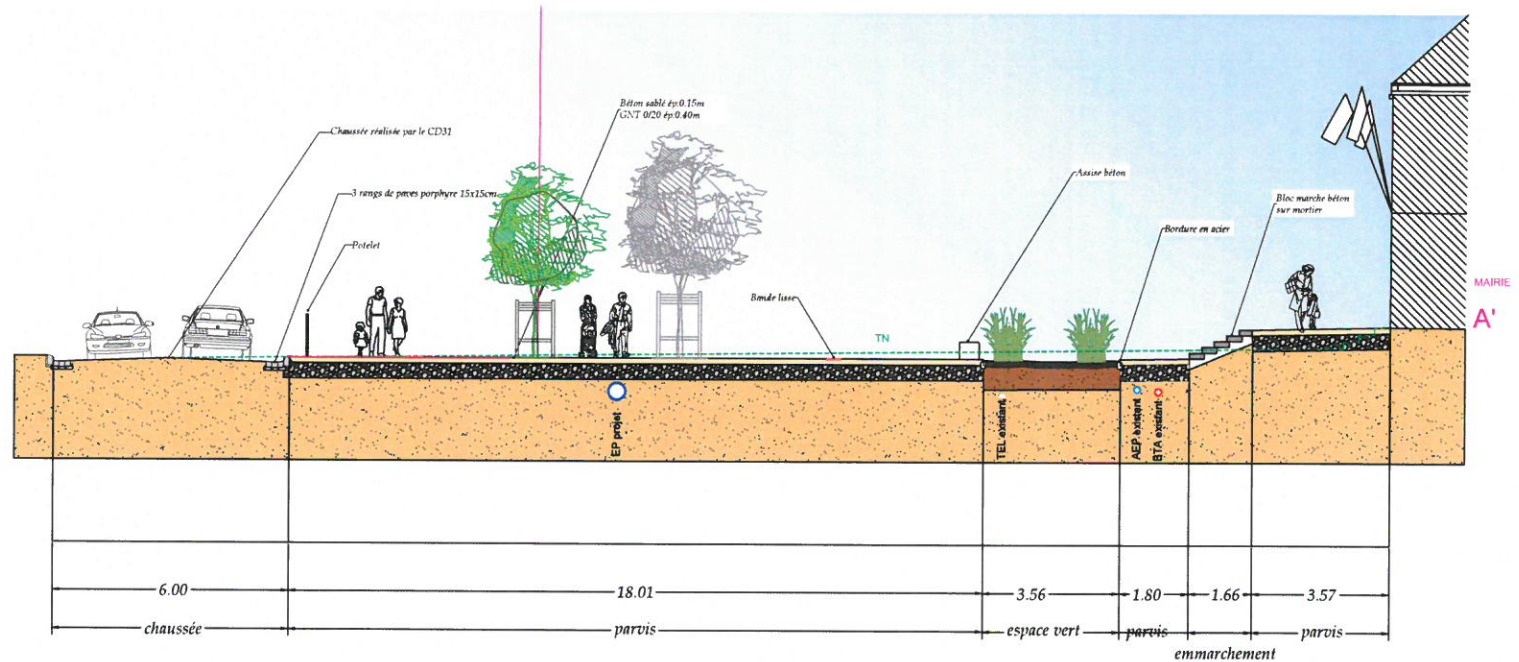 Béton sablé ép:0.15m
GNT 0/20 ép:0.40m
Chaussée réalisée par le CD31
3 rangs de pavés porphyre 15x15cm
Potelet
Assise béton
Bloc marche béton
sur mortier
Bordure en acier
Bande lisse
MAIRIE
A'
TN
EP projet
TEL existant
AEP existant
BTA existant
6.00
18.01
3.56
1.80
1.66
3.57
chaussée
parvis
espace vert
parvis
parvis
emmarchement